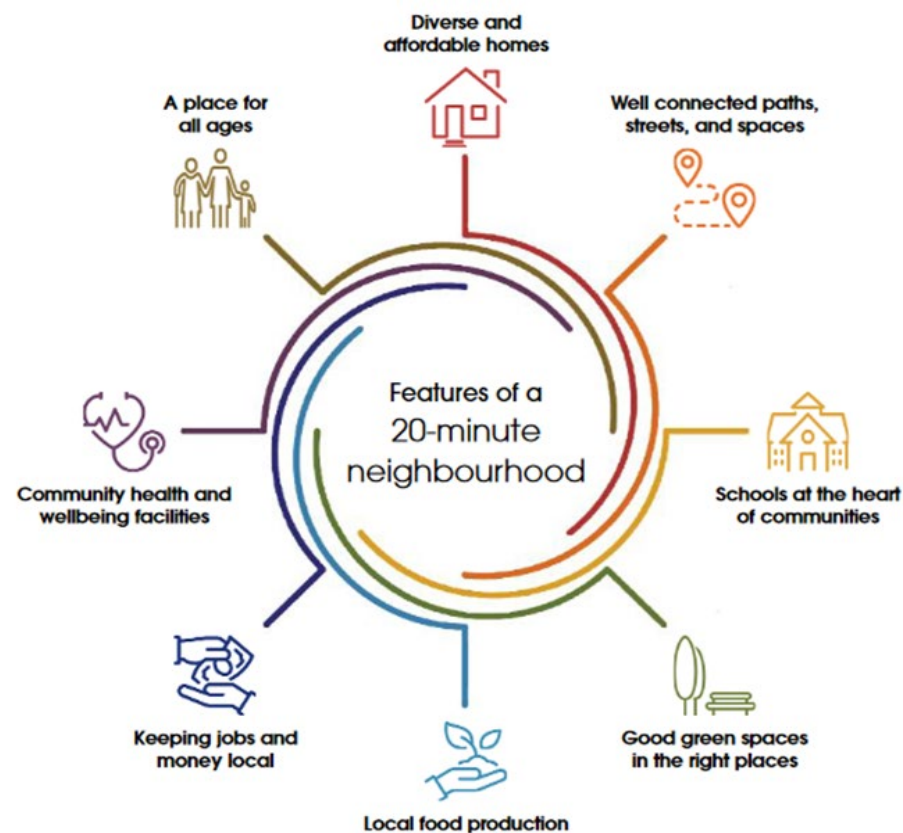 Diverse and
affordable homes
A place for
all ages
Well connected paths,
streets, and spaces
Features of a
20-minute
neighbourhood
Community health and
wellbeing facilities
Schools at the heart
of communities
Keeping jobs and
money local
Good green spaces
in the right places
Local food production